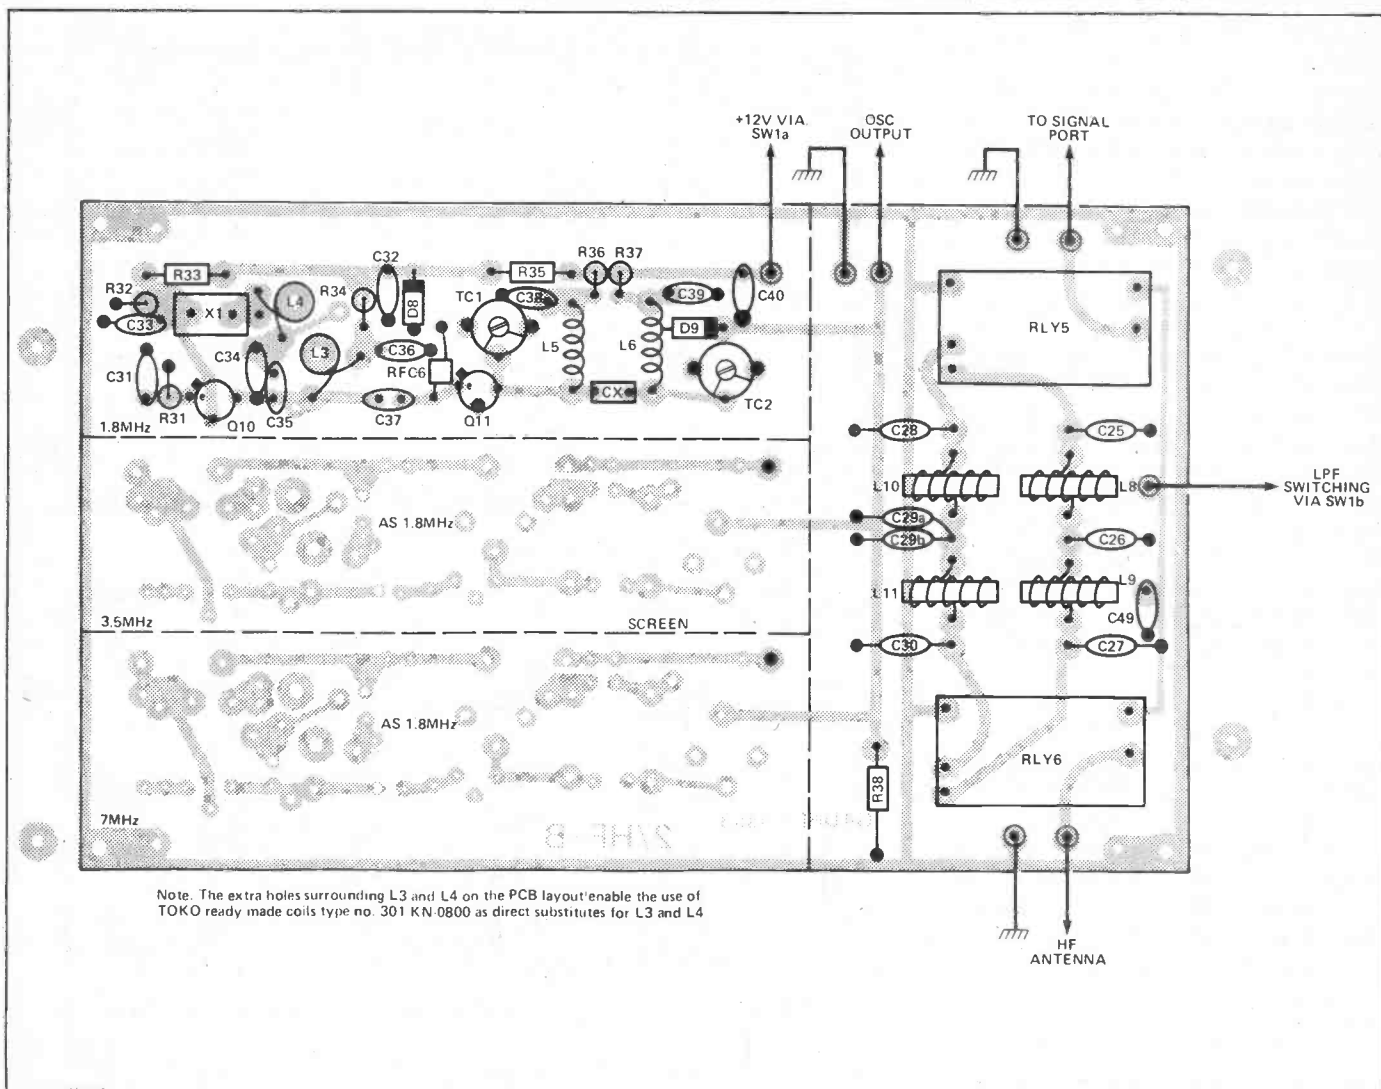 +12V VIA
SW1a
OSC
OUTPUT
TO SIGNAL
PORT
R33
R32
C33
X1
L4
R34
C32
D8
TC1
R35
C38
R36
R37
C39
C40
L5
L6
D9
TC2
RLY5
C31
R31
Q10
e
C34
C35
L3
C36
RFC6
C37
e
Q11
CX
1.8MHz
C28
C25
L10
L8
LPF
SWITCHING
VIA SW1b
AS 1.8MHz
C29a
C29b
C26
L11
L9
C49
3.5MHz
SCREEN
C30
C27
AS 1.8MHz
R38
RLY6
7MHz
2/HF-B
Note. The extra holes surrounding L3 and L4 on the PCB layout enable the use of
TOKO ready made coils type no. 301 KN-0800 as direct substitutes for L3 and L4
HF
ANTENNA